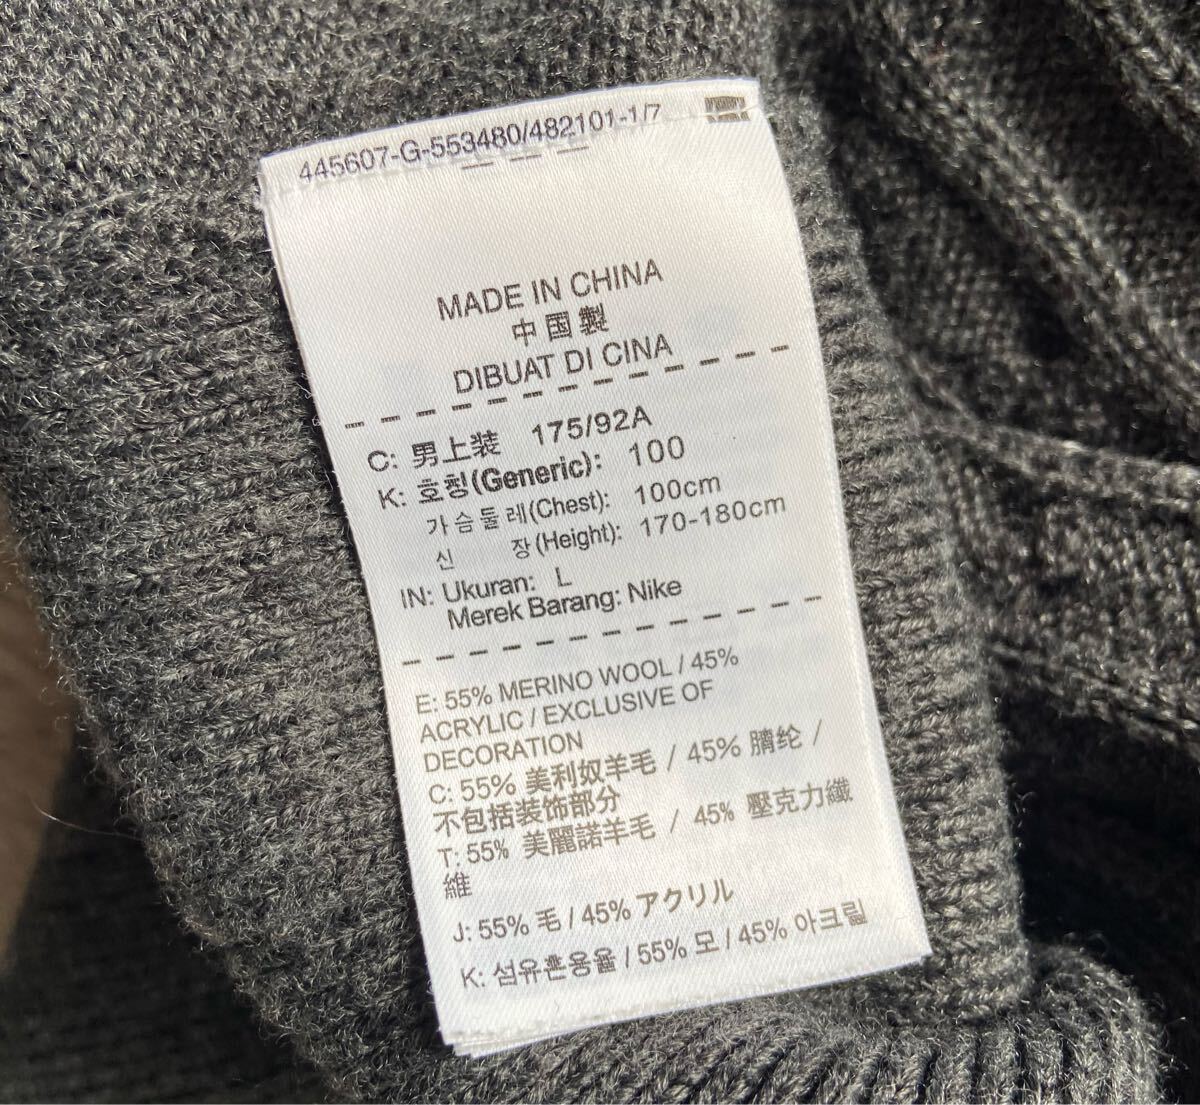 445607-G-553480/482101-1/7
MADE IN CHINA
中国製
DIBUAT DI CINA
C: 男上装 175/92A
K: 호칭(Generic): 100
가슴둘레(Chest): 100cm
신 장(Height): 170-180cm
IN: Ukuran: L
Merek Barang: Nike
E: 55% MERINO WOOL / 45%
ACRYLIC / EXCLUSIVE OF
DECORATION
C: 55% 美利奴羊毛 / 45% 腈纶 /
不包括装饰部分
T: 55% 美麗諾羊毛 / 45% 壓克力纖
維
J: 55% 毛 / 45% アクリル
K: 섬유혼용율 / 55% 모 / 45% 아크릴